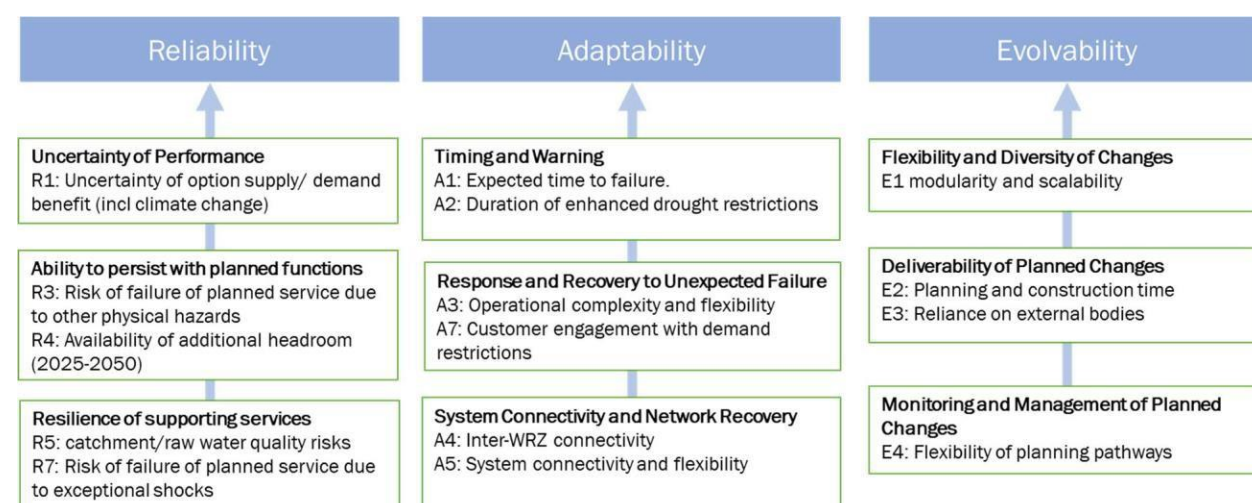 Reliability
Uncertainty of Performance
R1: Uncertainty of option supply/ demand
benefit (incl climate change)
Ability to persist with planned functions
R3: Risk of failure of planned service due
to other physical hazards
R4: Availability of additional headroom
(2025-2050)
Resilience of supporting services
R5: catchment/raw water quality risks
R7: Risk of failure of planned service due
to exceptional shocks
Adaptability
Timing and Warning
A1: Expected time to failure.
A2: Duration of enhanced drought restrictions
Response and Recovery to Unexpected Failure
A3: Operational complexity and flexibility
A7: Customer engagement with demand
restrictions
System Connectivity and Network Recovery
A4: Inter-WRZ connectivity
A5: System connectivity and flexibility
Evolvability
Flexibility and Diversity of Changes
E1 modularity and scalability
Deliverability of Planned Changes
E2: Planning and construction time
E3: Reliance on external bodies
Monitoring and Management of Planned
Changes
E4: Flexibility of planning pathways